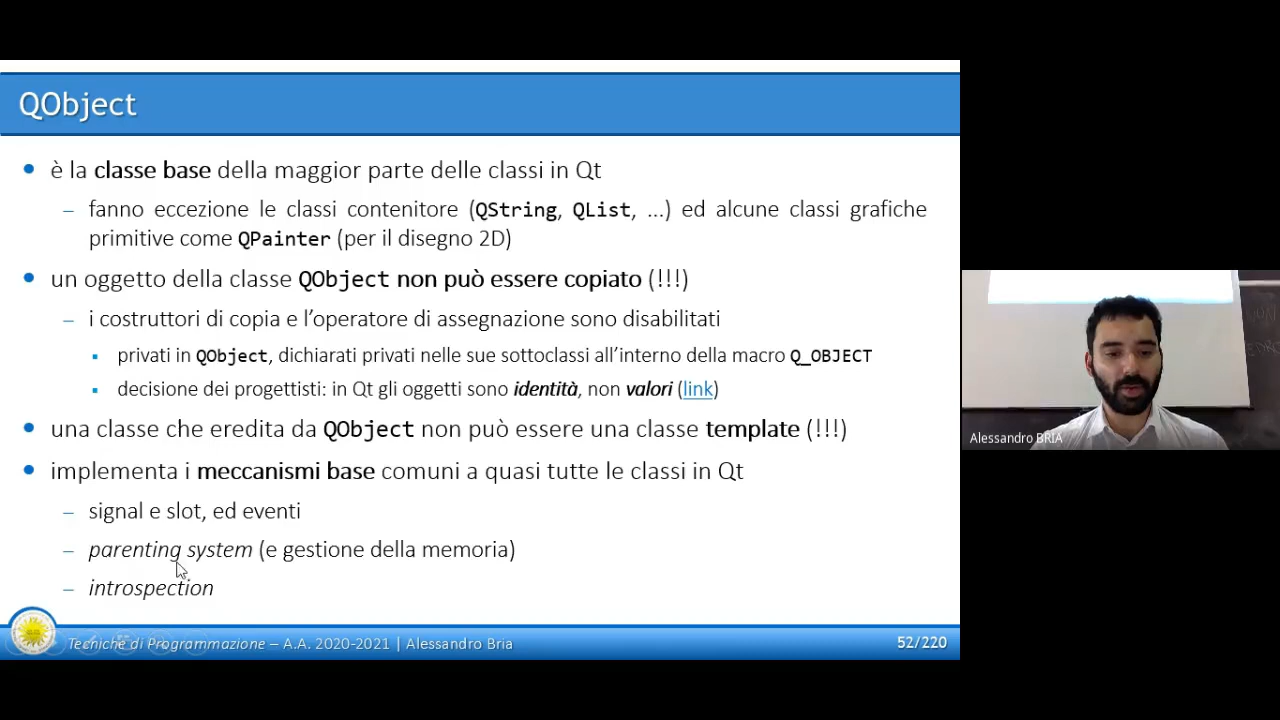 QObject
è la classe base della maggior parte delle classi in Qt
– fanno eccezione le classi contenitore (QString, QList, ...) ed alcune classi grafiche
primitive come QPainter (per il disegno 2D)
un oggetto della classe QObject non può essere copiato (!!!)
– i costruttori di copia e l'operatore di assegnazione sono disabilitati
privati in QObject, dichiarati privati nelle sue sottoclassi all'interno della macro Q_OBJECT
decisione dei progettisti: in Qt gli oggetti sono identità, non valori (link)
una classe che eredita da QObject non può essere una classe template (!!!)
implementa i meccanismi base comuni a quasi tutte le classi in Qt
– signal e slot, ed eventi
– parenting system (e gestione della memoria)
– introspection
Tecniche di Programmazione – A.A. 2020-2021 | Alessandro Bria
52/220
Alessandro BRIA